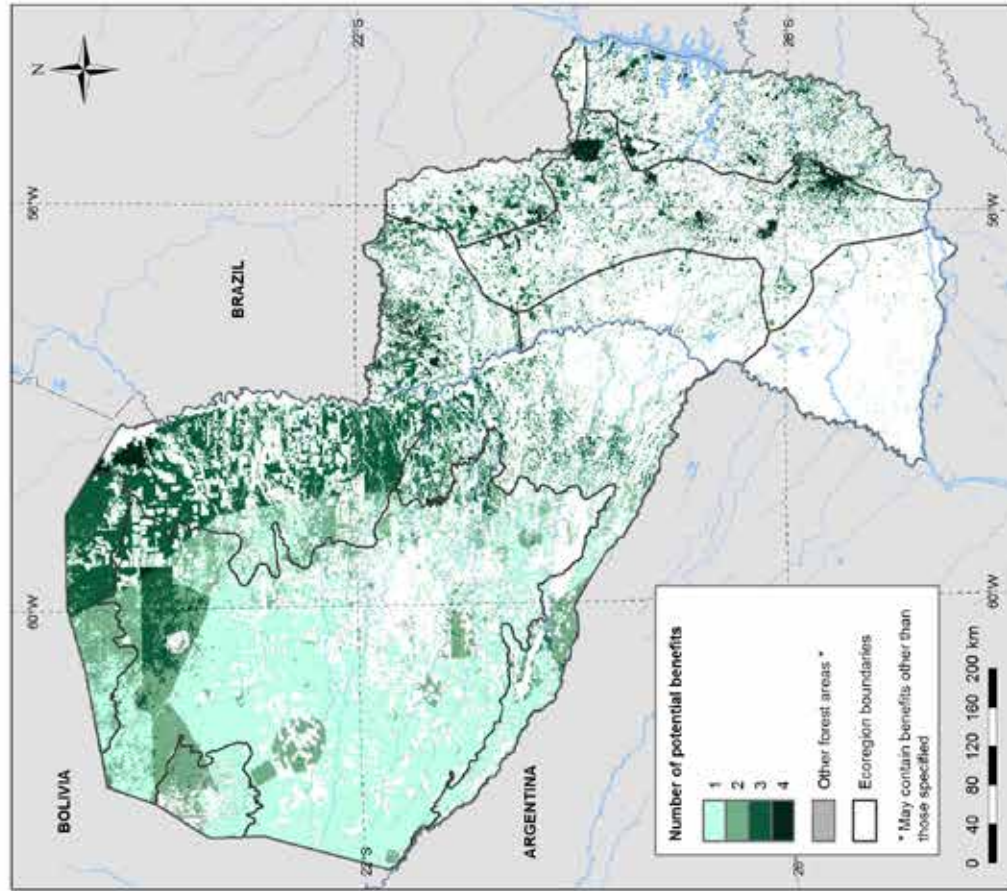 N
22°S
26°S
56°W
56°W
BRAZIL
60°W
60°W
BOLIVIA
ARGENTINA
22°S
26°
Number of potential benefits
1
2
3
4
Other forest areas *
Ecoregion boundaries
* May contain benefits other than
those specified
0 40 80 120 160 200 km